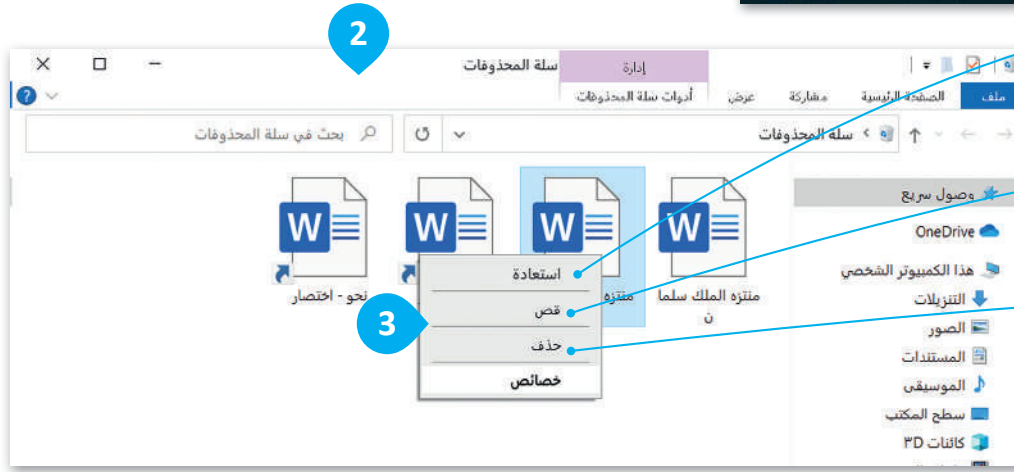 2
سلة المحذوفات
إدارة
ملف
الصفحة الرئيسية
مشاركة
عرض
أدوات سلة المحذوفات
سلة المحذوفات
بحث في سلة المحذوفات
وصول سريع
OneDrive
هذا الكمبيوتر الشخصي
التنزيلات
الصور
المستندات
الموسيقى
سطح المكتب
كائنات ٣D
منتزه الملك سلما
ن
منتزه
نحو - اختصار
3
استعادة
قص
حذف
خصائص